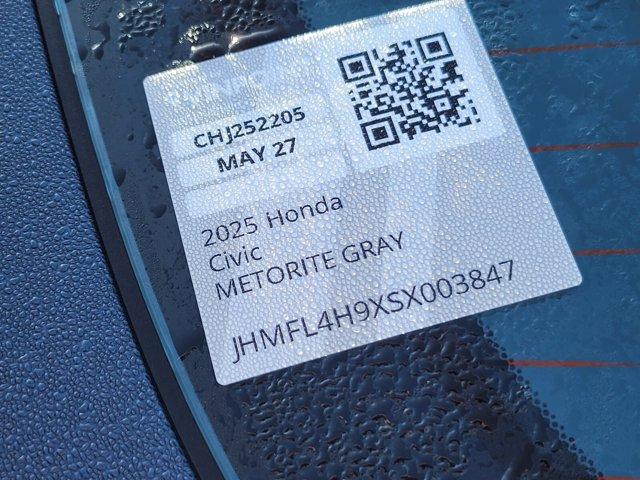 CHJ252205
MAY 27
2025 Honda
Civic
METORITE GRAY
JHMFL4H9XSX003847